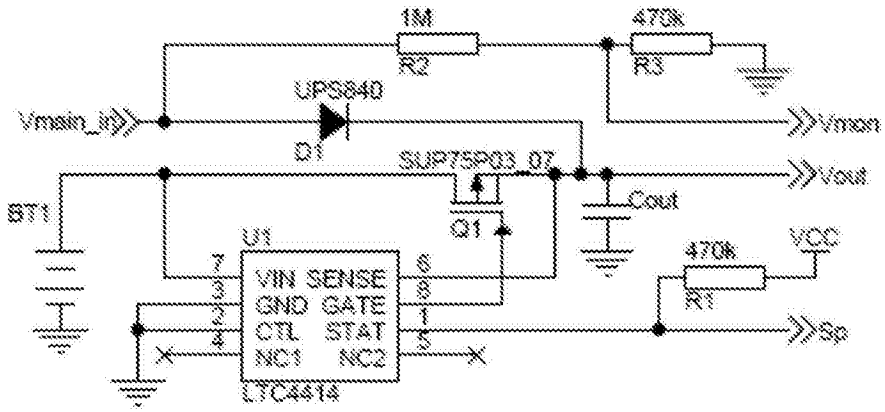 1M
470k
R2
R3
UPS840
Vmain_in
D1
Vmon
SUP75P03_07
Vout
BT1
Q1
Cout
U1
470k
VCC
7 VIN SENSE 6
3 GND GATE 8
2 CTL STAT 1
4 NC1 NC2 5
R1
Sp
LTC4414